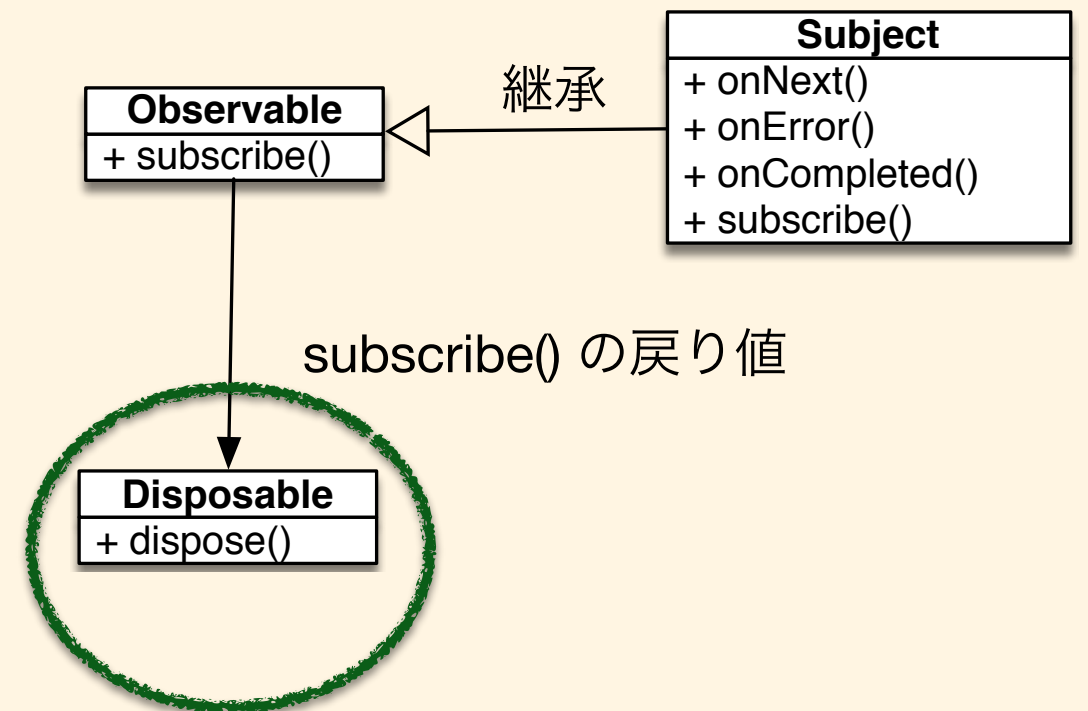 Subject
+ onNext()
+ onError()
+ onCompleted()
+ subscribe()
継承
Observable
+ subscribe()
subscribe() の戻り値
Disposable
+ dispose()